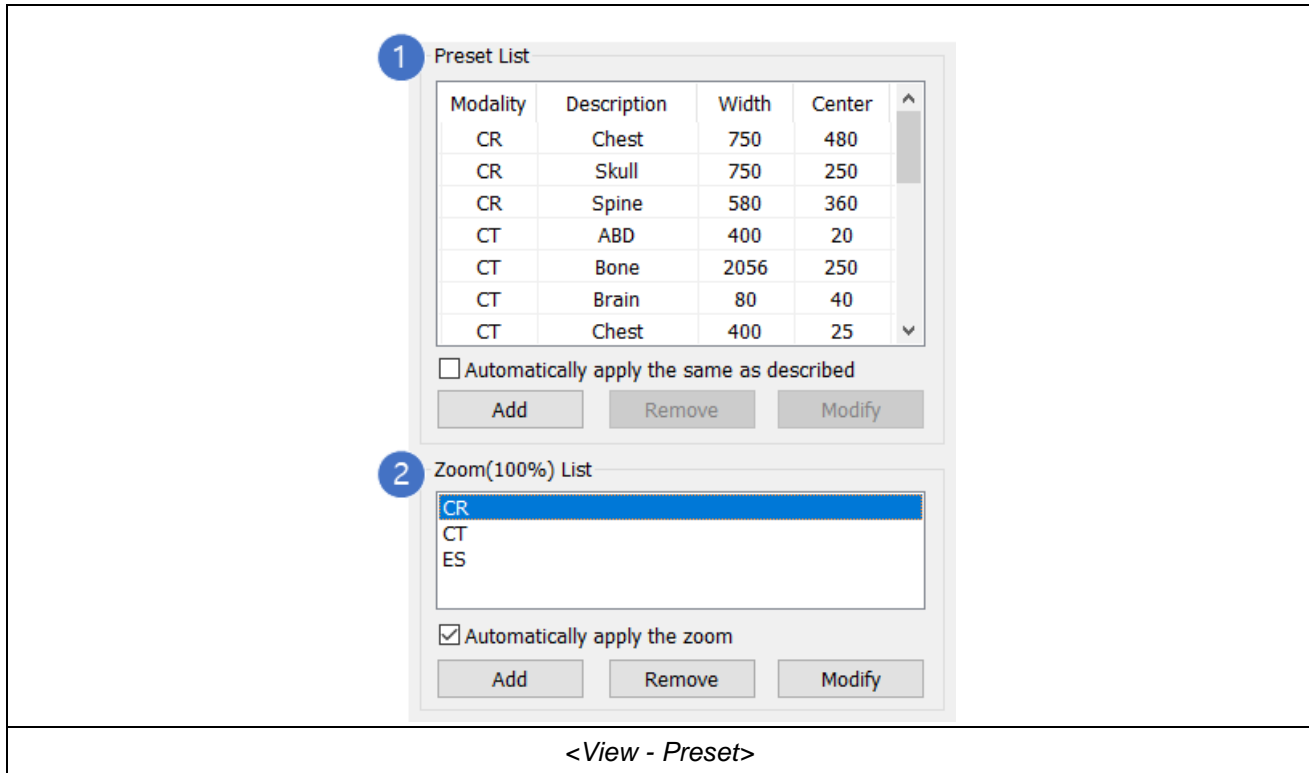 1 Preset List
Modality Description Width Center
CR Chest 750 480
CR Skull 750 250
CR Spine 580 360
CT ABD 400 20
CT Bone 2056 250
CT Brain 80 40
CT Chest 400 25
Automatically apply the same as described
Add Remove Modify
2 Zoom(100%) List
CR
CT
ES
Automatically apply the zoom
Add Remove Modify
<View - Preset>